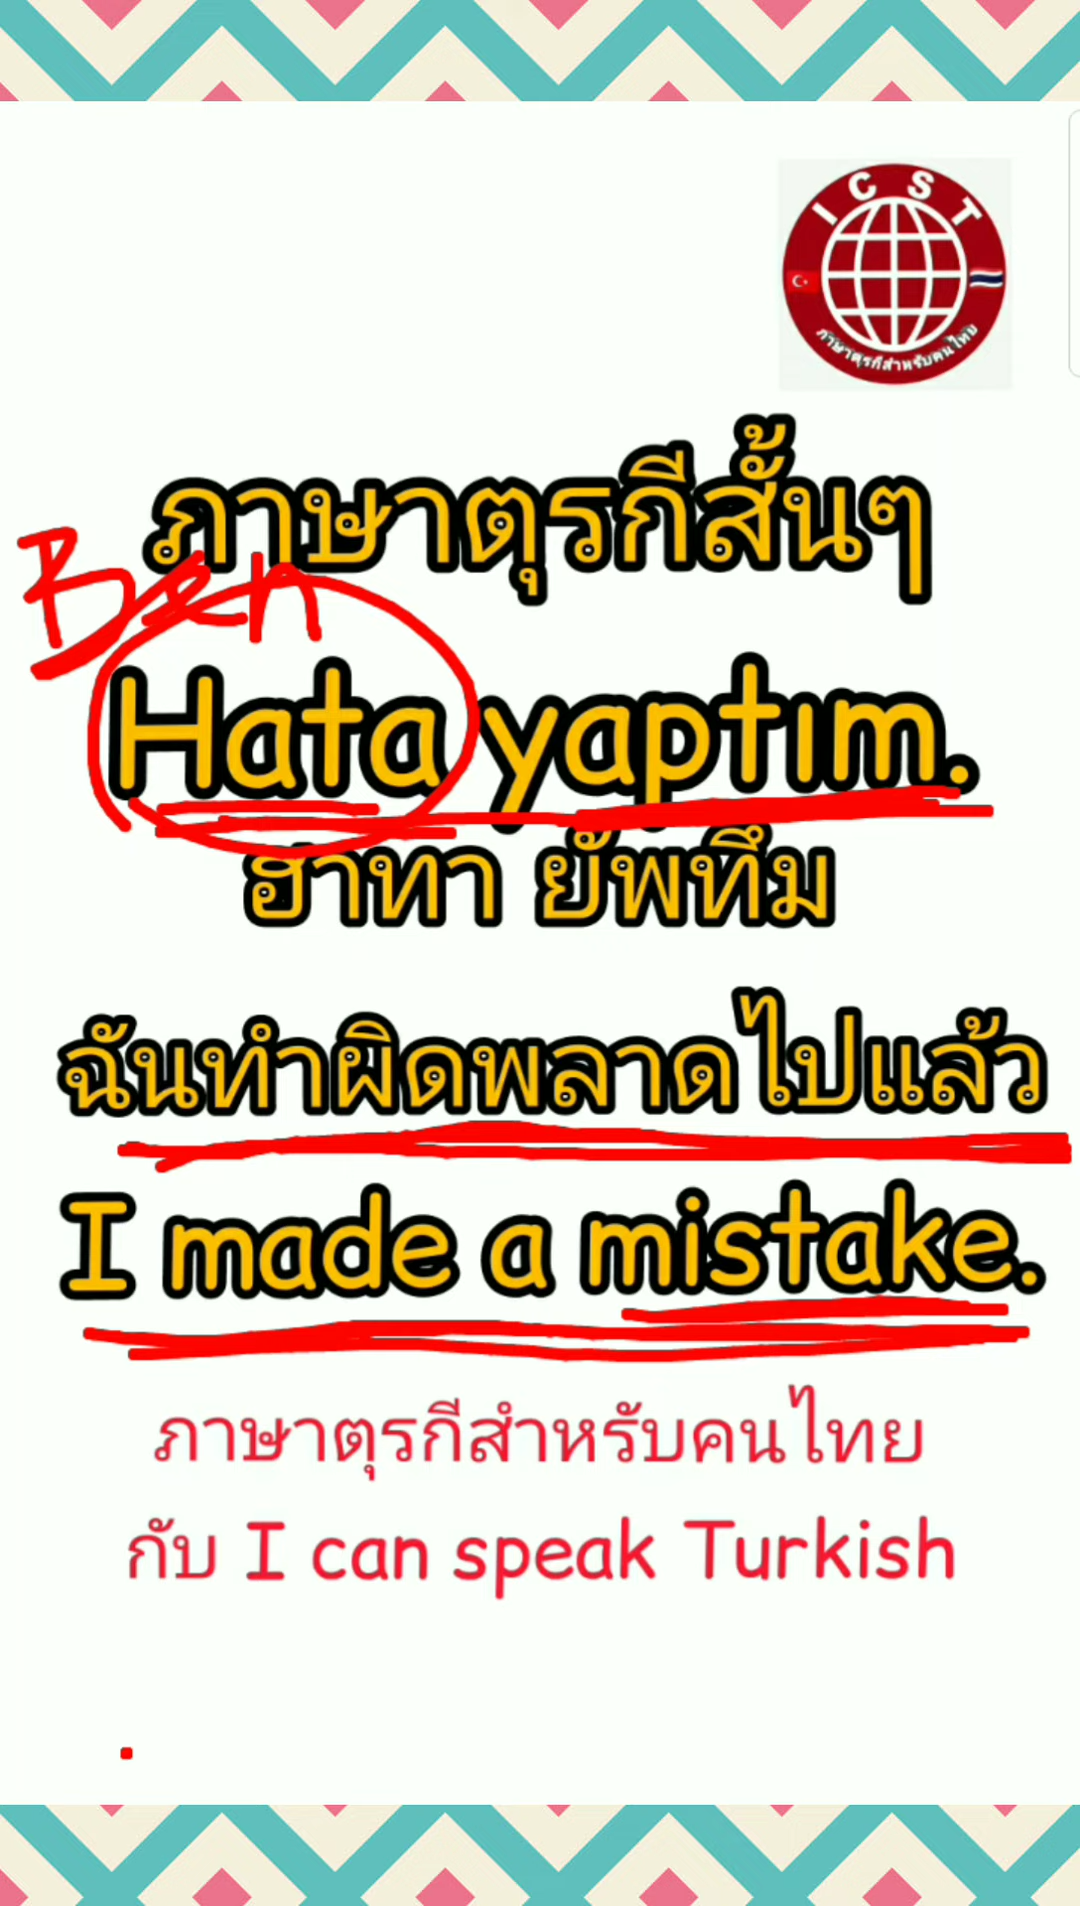 I C S T
ภาษาตุรกีสำหรับคนไทย
ภาษาตุรกีสั้นๆ
Ben
Hata yaptım.
ฮาทา ยัพทึม
ฉันทำผิดพลาดไปแล้ว
I made a mistake.
ภาษาตุรกีสำหรับคนไทย
กับ I can speak Turkish